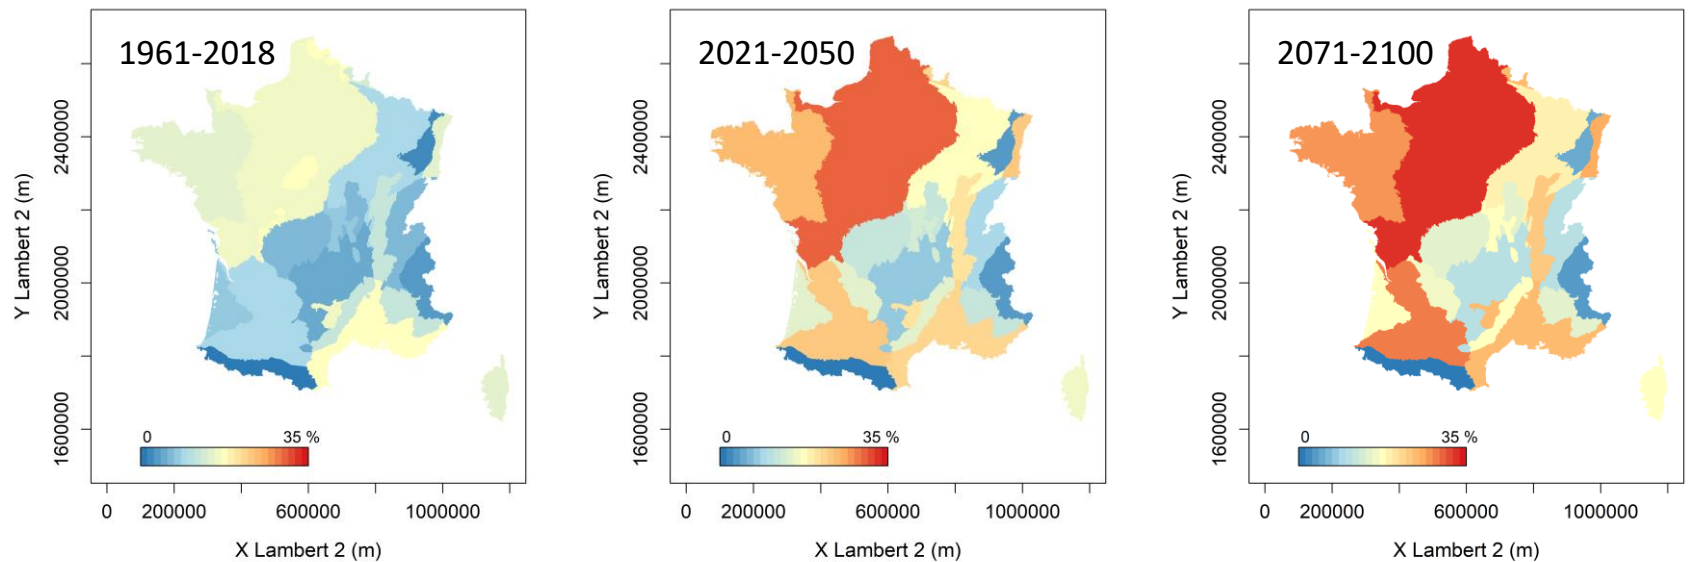 1961-2018
Y Lambert 2 (m)
1600000 2000000 2400000
0 35 %
0 200000 600000 1000000
X Lambert 2 (m)
2021-2050
Y Lambert 2 (m)
1600000 2000000 2400000
0 35 %
0 200000 600000 1000000
X Lambert 2 (m)
2071-2100
Y Lambert 2 (m)
1600000 2000000 2400000
0 35 %
0 200000 600000 1000000
X Lambert 2 (m)